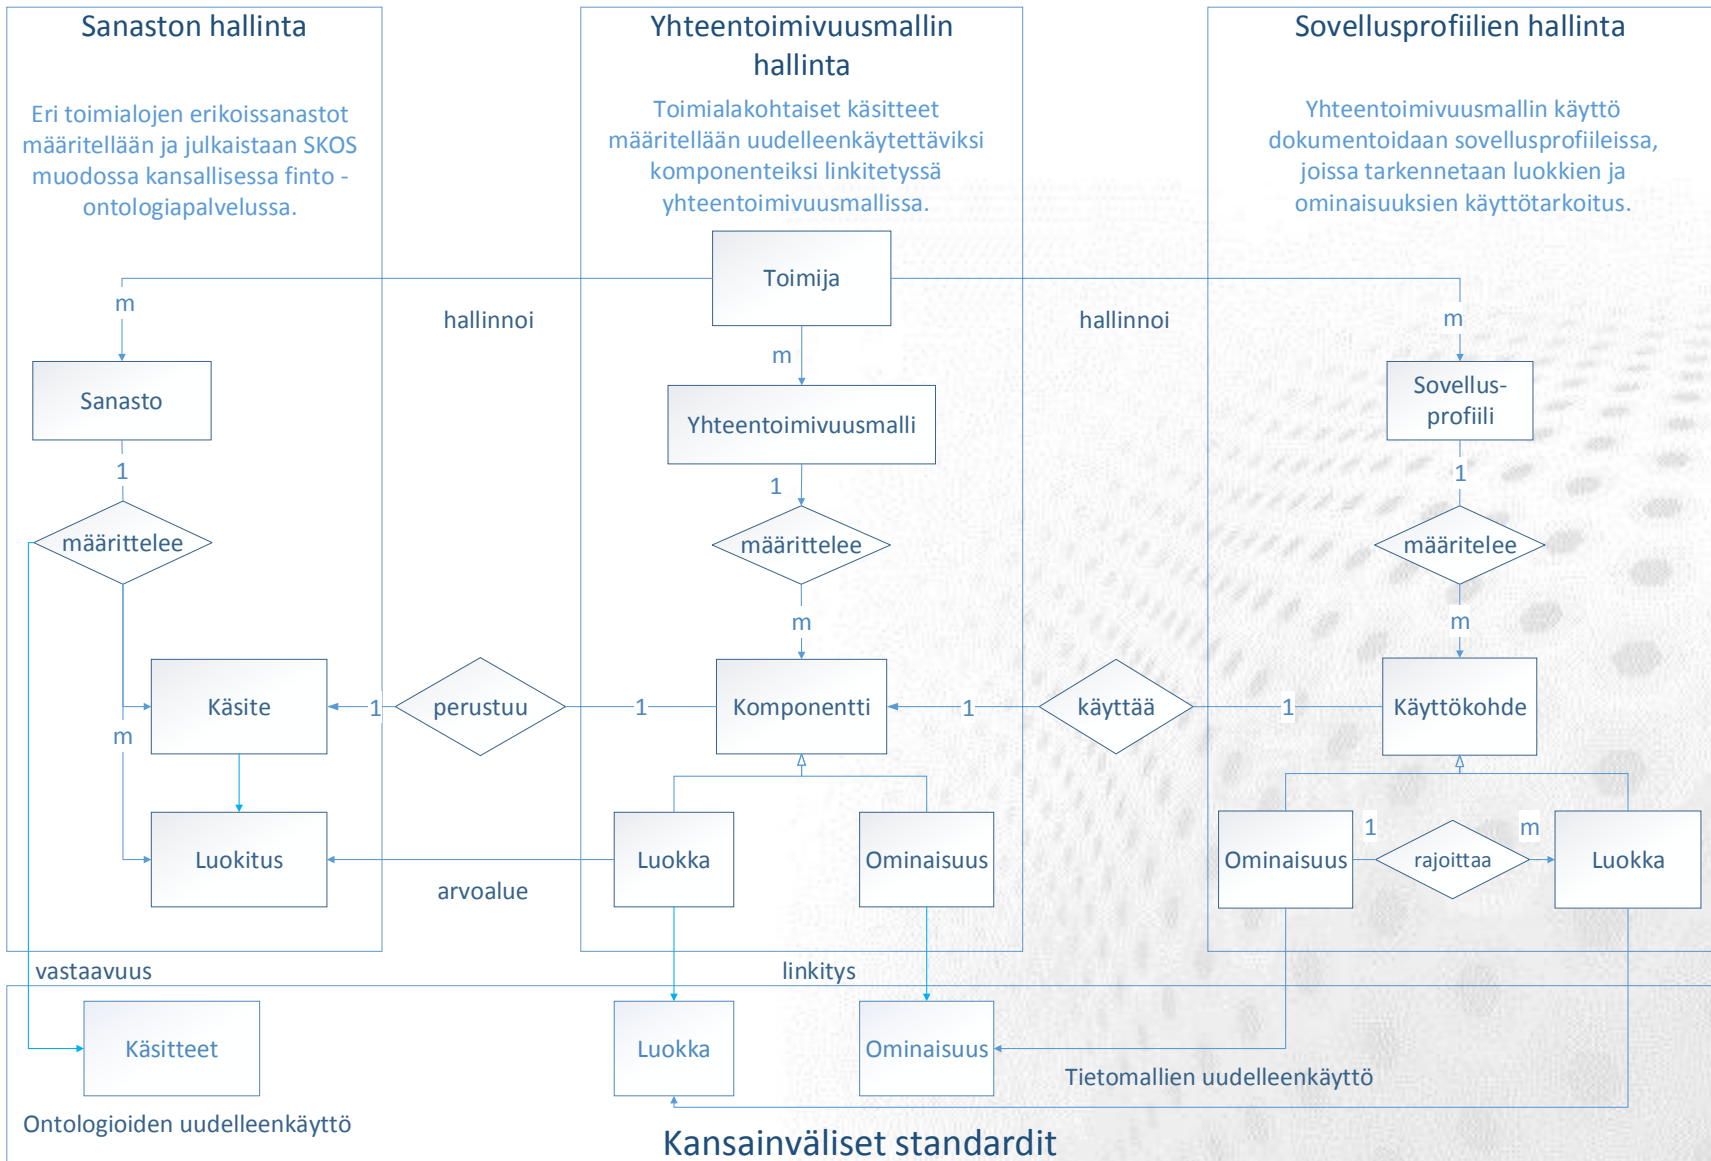 Sanaston hallinta
Eri toimialojen erikoissanastot
määritellään ja julkaistaan SKOS
muodossa kansallisessa finto -
ontologiapalvelussa.
Yhteentoimivuusmallin
hallinta
Toimialakohtaiset käsitteet
määritellään uudelleenkäytettäviksi
komponenteiksi linkitetyssä
yhteentoimivuusmallissa.
Sovellusprofiilien hallinta
Yhteentoimivuusmallin käyttö
dokumentoidaan sovellusprofiileissa,
joissa tarkennetaan luokkien ja
ominaisuuksien käyttötarkoitus.
Toimija
m
hallinnoi
hallinnoi
m
m
Sanasto
Yhteentoimivuusmalli
Sovellus-
profiili
1
1
1
määrittelee
määrittelee
määritelee
m
m
Käsite
1
perustuu
1
Komponentti
1
käyttää
1
Käyttökohde
m
Luokitus
arvoalue
Luokka
Ominaisuus
Ominaisuus
1
rajoittaa
m
Luokka
vastaavuus
linkitys
Käsitteet
Luokka
Ominaisuus
Tietomallien uudelleenkäyttö
Ontologioiden uudelleenkäyttö
Kansainväliset standardit